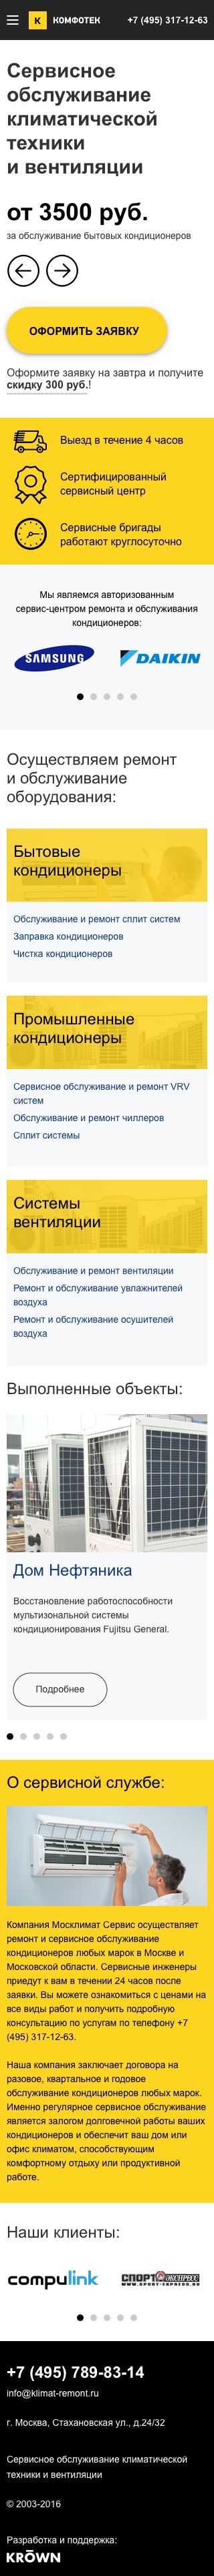 К КОМФОТЕК +7 (495) 317-12-63
Сервисное
обслуживание
климатической
техники
и вентиляции
от 3500 руб.
за обслуживание бытовых кондиционеров
ОФОРМИТЬ ЗАЯВКУ
Оформите заявку на завтра и получите
скидку 300 руб.!
Выезд в течение 4 часов
Сертифицированный
сервисный центр
Сервисные бригады
работают круглосуточно
Мы являемся авторизованным
сервис-центром ремонта и обслуживания
кондиционеров:
SAMSUNG DAIKIN
Осуществляем ремонт
и обслуживание
оборудования:
Бытовые
кондиционеры
Обслуживание и ремонт сплит систем
Заправка кондиционеров
Чистка кондиционеров
Промышленные
кондиционеры
Сервисное обслуживание и ремонт VRV
систем
Обслуживание и ремонт чиллеров
Сплит системы
Системы
вентиляции
Обслуживание и ремонт вентиляции
Ремонт и обслуживание увлажнителей
воздуха
Ремонт и обслуживание осушителей
воздуха
Выполненные объекты:
Дом Нефтяника
Восстановление работоспособности
мультизональной системы
кондиционирования Fujitsu General.
Подробнее
О сервисной службе:
Компания Москлимат Сервис осуществляет
ремонт и сервисное обслуживание
кондиционеров любых марок в Москве и
Московской области. Сервисные инженеры
приедут к вам в течении 24 часов после
заявки. Вы можете ознакомиться с ценами на
все виды работ и получить подробную
консультацию по услугам по телефону +7
(495) 317-12-63.
Наша компания заключает договора на
разовое, квартальное и годовое
обслуживание кондиционеров любых марок.
Именно регулярное сервисное обслуживание
является залогом долговечной работы ваших
кондиционеров и обеспечит ваш дом или
офис климатом, способствующим
комфортному отдыху или продуктивной
работе.
Наши клиенты:
compulink СПОРТ ЭКСПРЕСС
WWW.SPORT-EXPRESS.RU
+7 (495) 789-83-14
info@klimat-remont.ru
г. Москва, Стахановская ул., д.24/32
Сервисное обслуживание климатической
техники и вентиляции
© 2003-2016
Разработка и поддержка:
KRŌWN